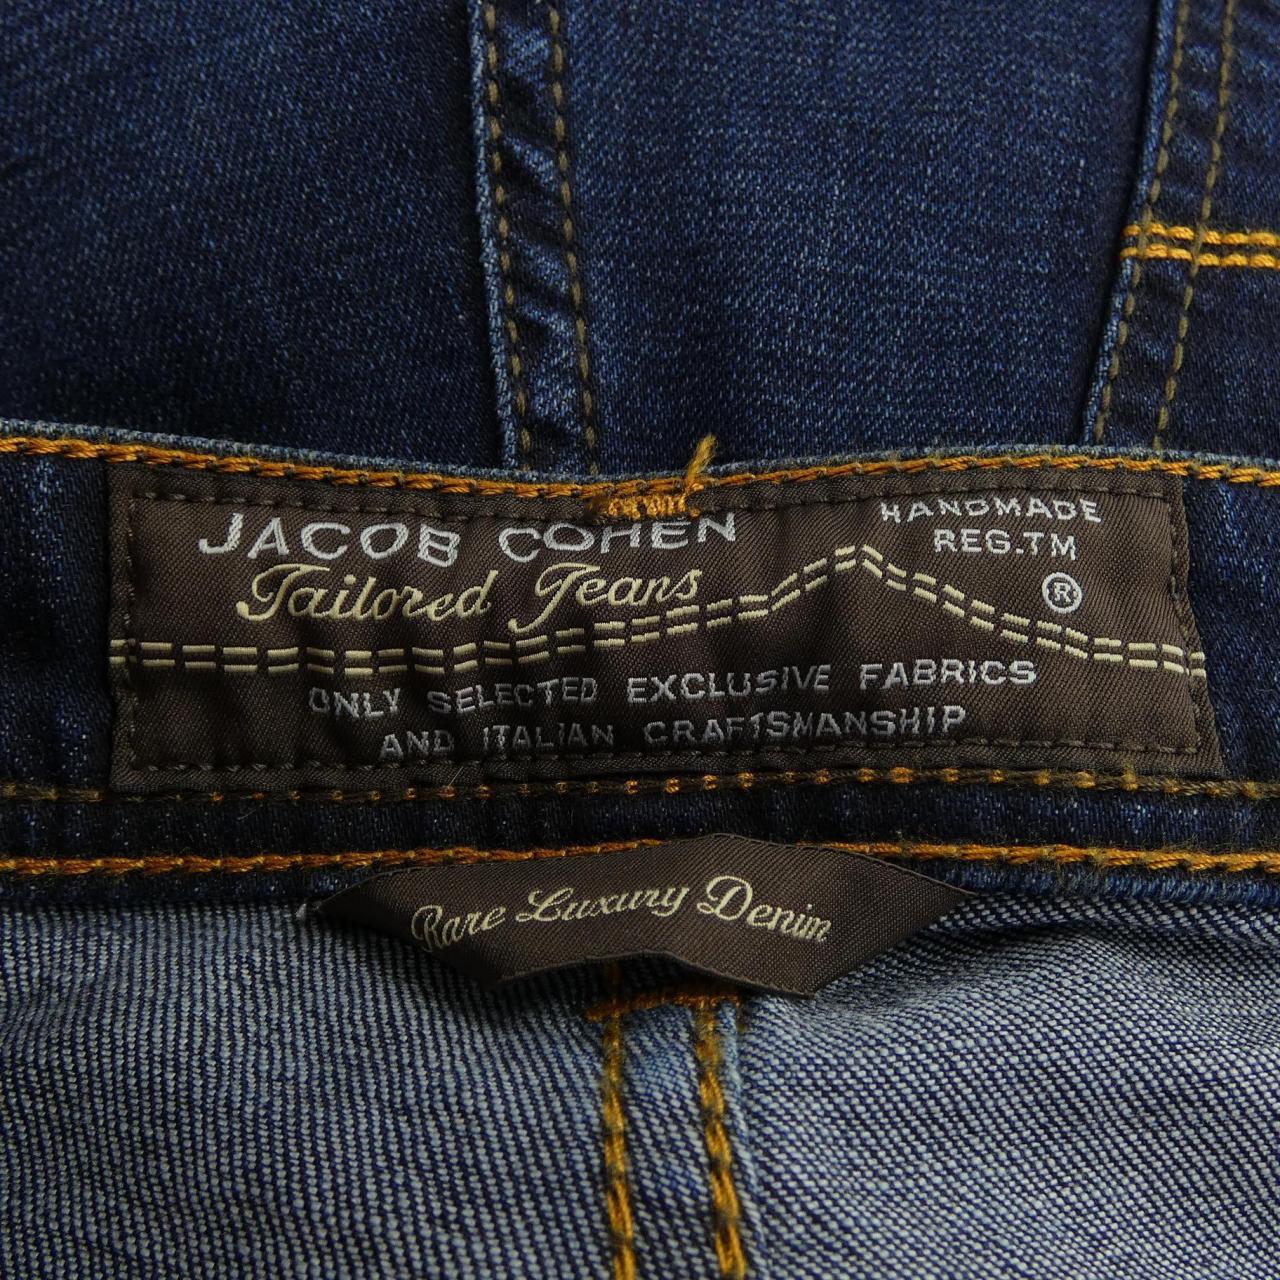 JACOB COHEN
Tailored Jeans
HANDMADE
REG.TM
®
ONLY SELECTED EXCLUSIVE FABRICS
AND ITALIAN CRAFTSMANSHIP
Rare Luxury Denim